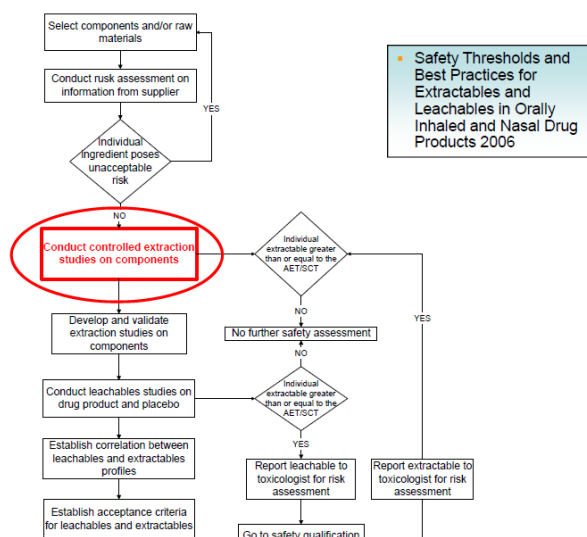 Select components and/or raw
materials
Conduct rusk assessment on
information from supplier
YES
Individual
ingredient poses
unacceptable
risk
NO
Conduct controlled extraction
studies on components
Individual
extractable greater
than or equal to the
AET/SCT
Develop and validate
extraction studies on
components
NO
YES
No further safety assessment
NO
Conduct leachables studies on
drug product and placebo
Individual
extractable greater
than or equal to the
AET/SCT
YES
Establish correlation between
leachables and extractables
profiles
Report leachable to
toxicologist for risk
assessment
Report extractable to
toxicologist for risk
assessment
Establish acceptance criteria
for leachables and extractables
Go to safety qualification
▪ Safety Thresholds and
Best Practices for
Extractables and
Leachables in Orally
Inhaled and Nasal Drug
Products 2006